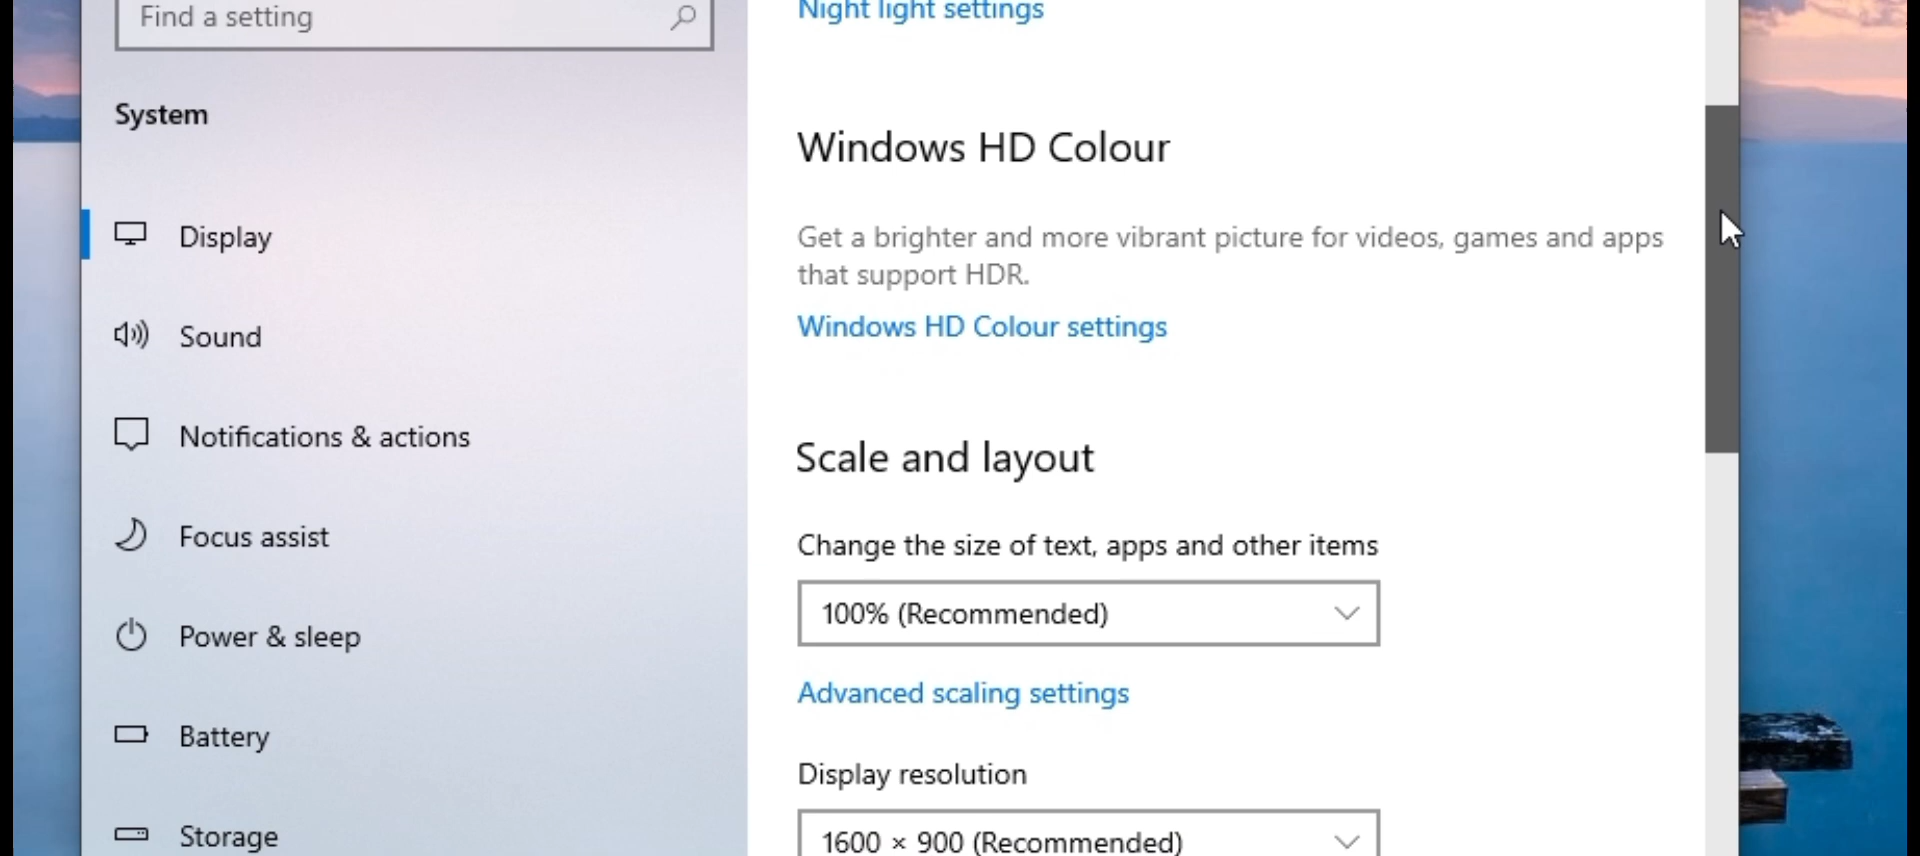 Find a setting
System
Display
Sound
Notifications & actions
Focus assist
Power & sleep
Battery
Storage
Night light settings
Windows HD Colour
Get a brighter and more vibrant picture for videos, games and apps
that support HDR.
Windows HD Colour settings
Scale and layout
Change the size of text, apps and other items
100% (Recommended)
Advanced scaling settings
Display resolution
1600 × 900 (Recommended)